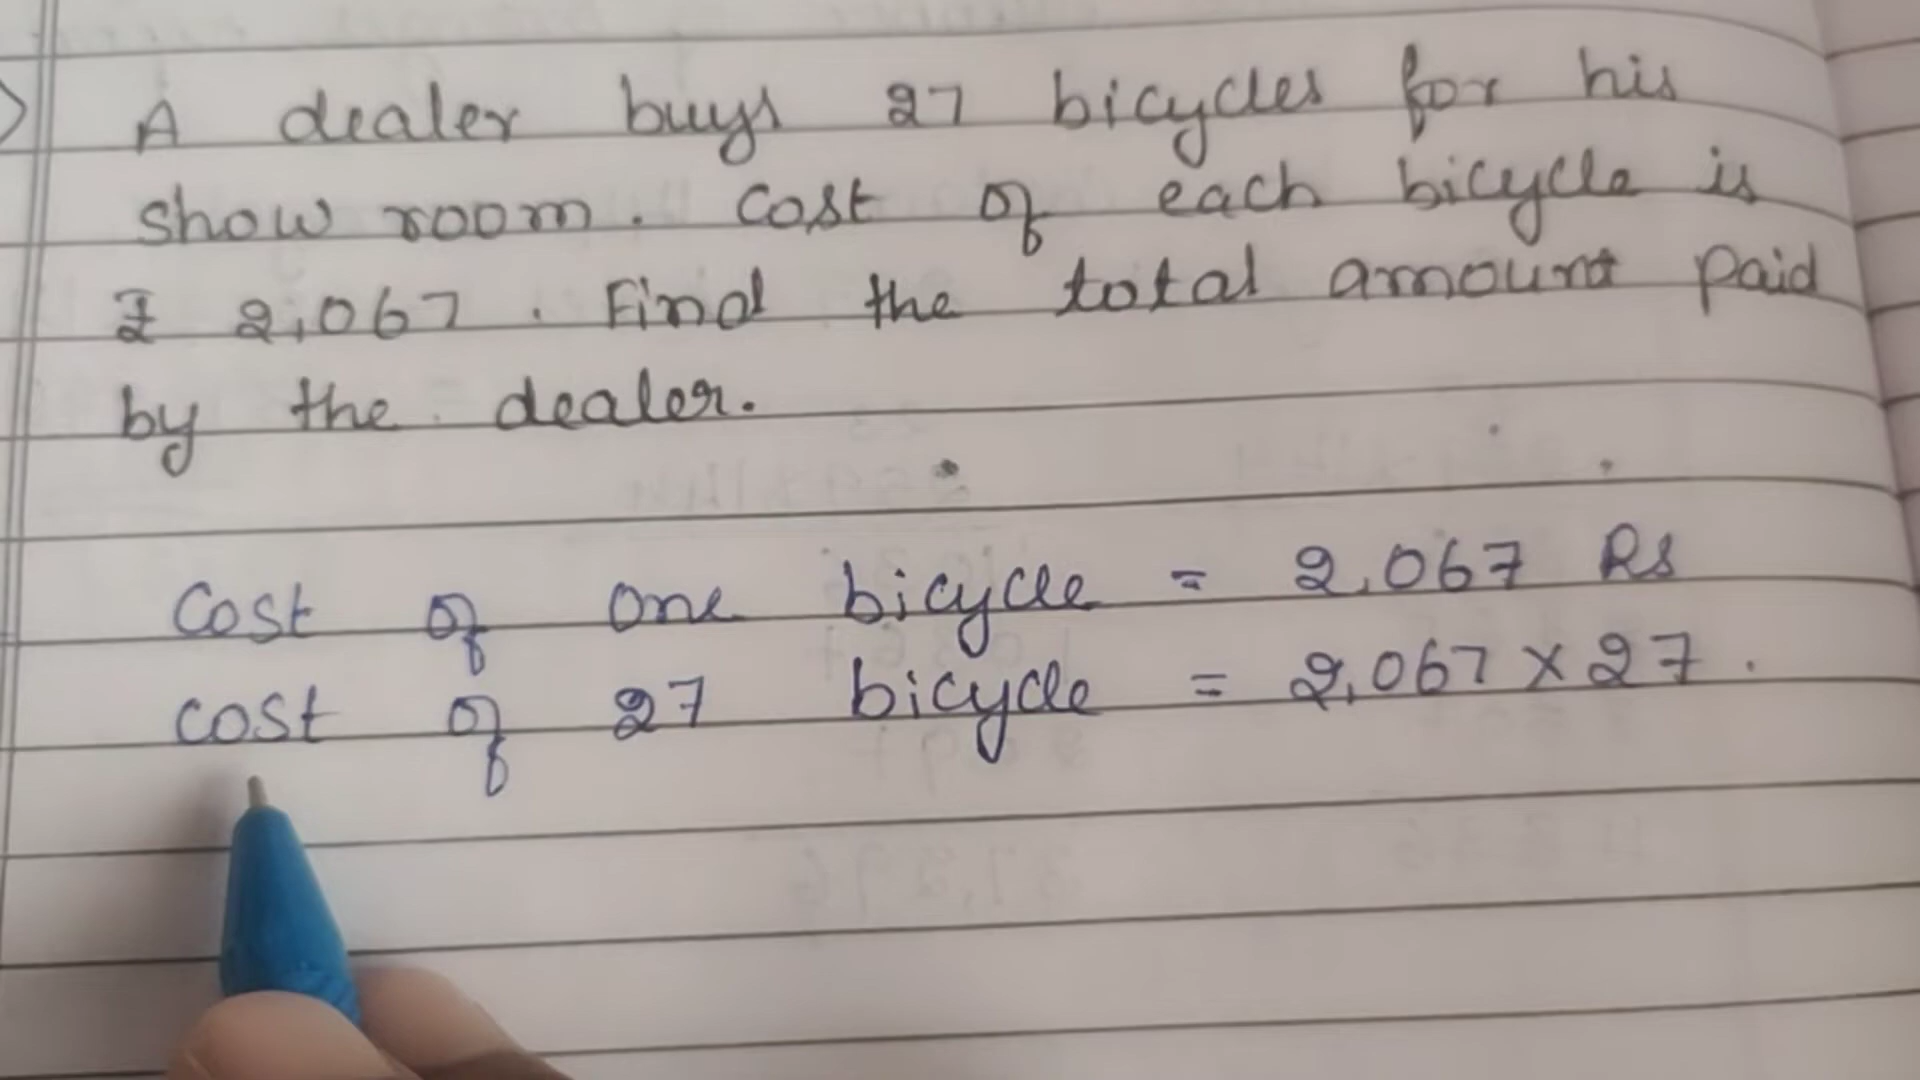 A dealer buys 27 bicycles for his
show room. Cost of each bicycle is
₹ 2,067. Find the total amount paid
by the dealer.
Cost of one bicycle = 2,067 Rs
cost of 27 bicycle = 2,067 × 27.